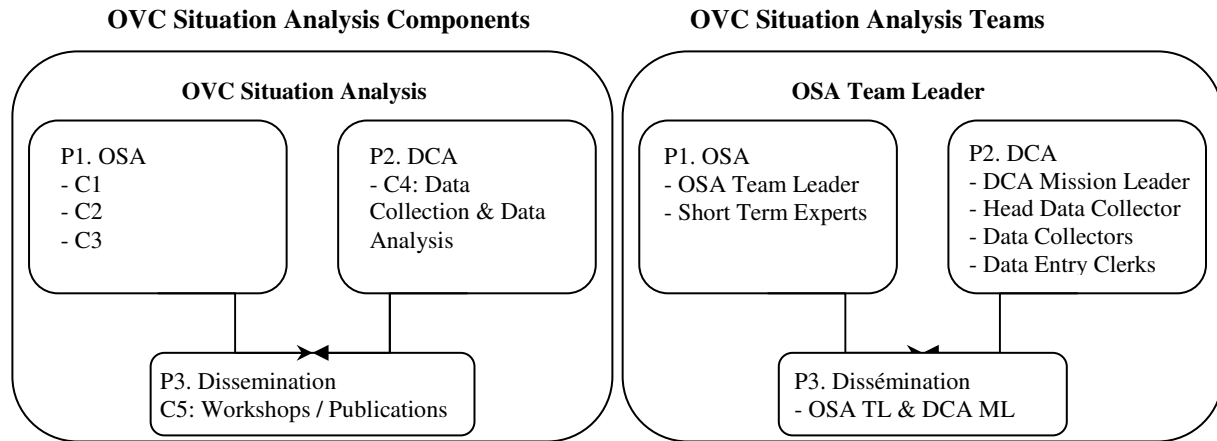 OVC Situation Analysis Components
OVC Situation Analysis
P1. OSA
- C1
- C2
- C3
P2. DCA
- C4: Data
Collection & Data
Analysis
P3. Dissemination
C5: Workshops / Publications
OVC Situation Analysis Teams
OSA Team Leader
P1. OSA
- OSA Team Leader
- Short Term Experts
P2. DCA
- DCA Mission Leader
- Head Data Collector
- Data Collectors
- Data Entry Clerks
P3. Dissémination
- OSA TL & DCA ML